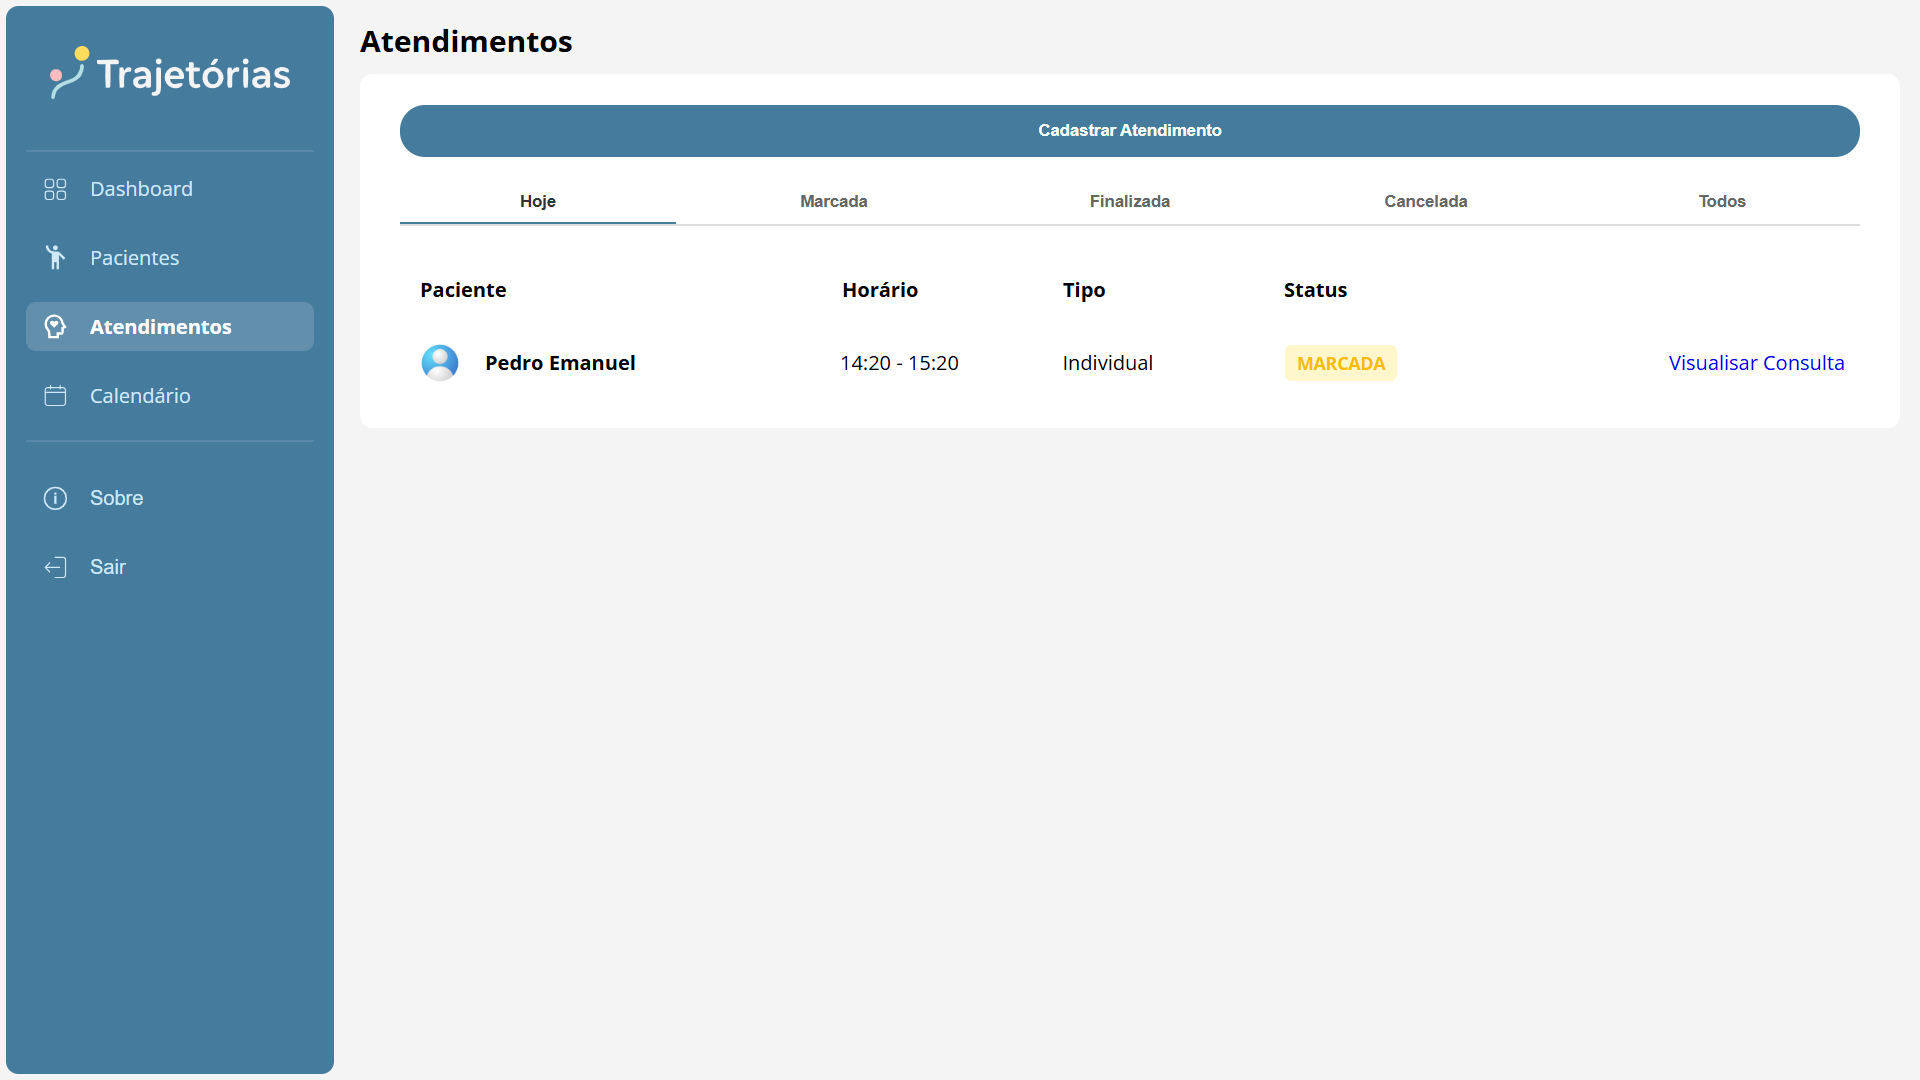 Trajetórias
Dashboard
Pacientes
Atendimentos
Calendário
Sobre
Sair
Atendimentos
Cadastrar Atendimento
Hoje Marcada Finalizada Cancelada Todos
Paciente Horário Tipo Status
Pedro Emanuel 14:20 - 15:20 Individual MARCADA Visualisar Consulta